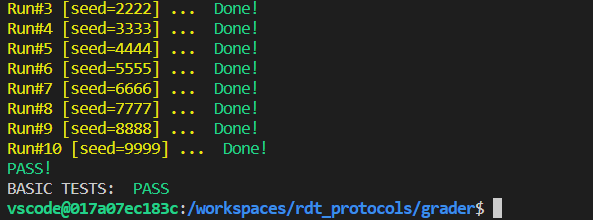 Run#3 [seed=2222] ... Done!
Run#4 [seed=3333] ... Done!
Run#5 [seed=4444] ... Done!
Run#6 [seed=5555] ... Done!
Run#7 [seed=6666] ... Done!
Run#8 [seed=7777] ... Done!
Run#9 [seed=8888] ... Done!
Run#10 [seed=9999] ... Done!
PASS!
BASIC TESTS: PASS
vscode@017a07ec183c:/workspaces/rdt_protocols/grader$